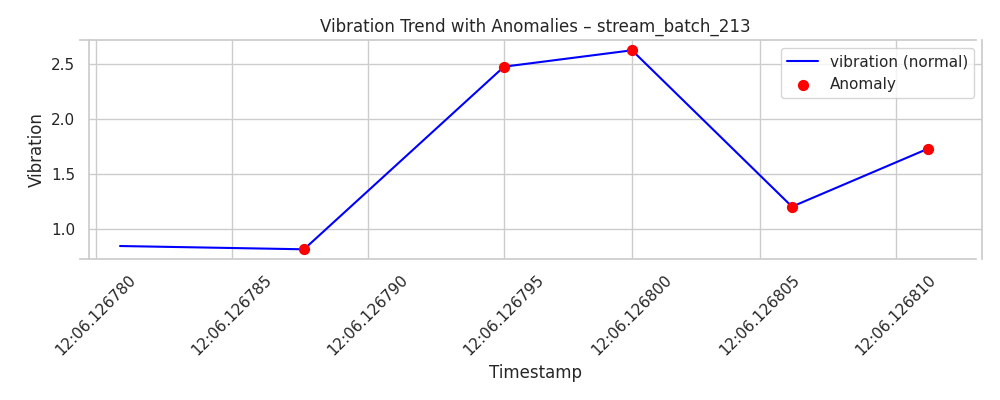 Vibration Trend with Anomalies – stream_batch_213
vibration (normal)
Anomaly
Vibration
2.5
2.0
1.5
1.0
12:06.126780
12:06.126785
12:06.126790
12:06.126795
12:06.126800
12:06.126805
12:06.126810
Timestamp